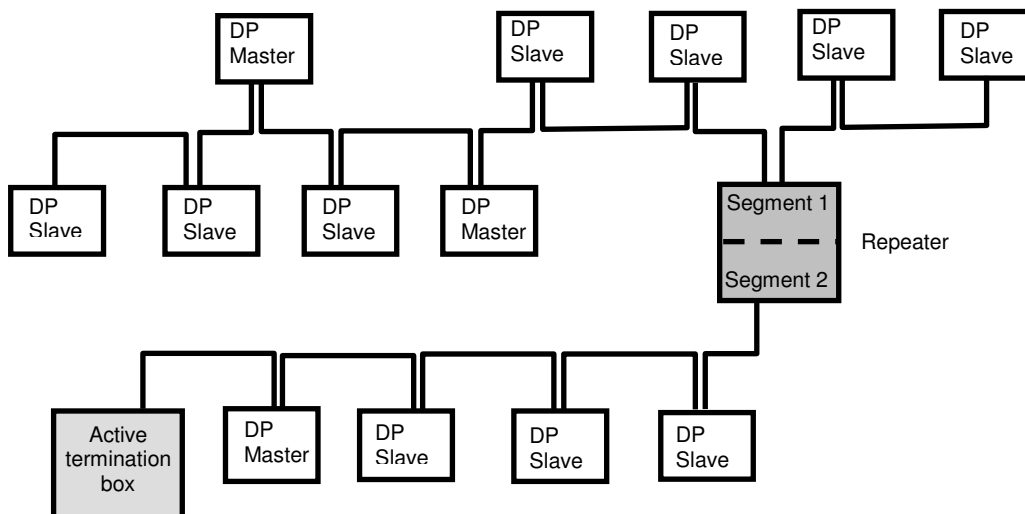 DP
Master
DP
Slave
DP
Slave
DP
Slave
DP
Slave
DP
Slave
DP
Slave
DP
Slave
DP
Master
Segment 1
Repeater
Segment 2
Active
termination
box
DP
Master
DP
Slave
DP
Slave
DP
Slave